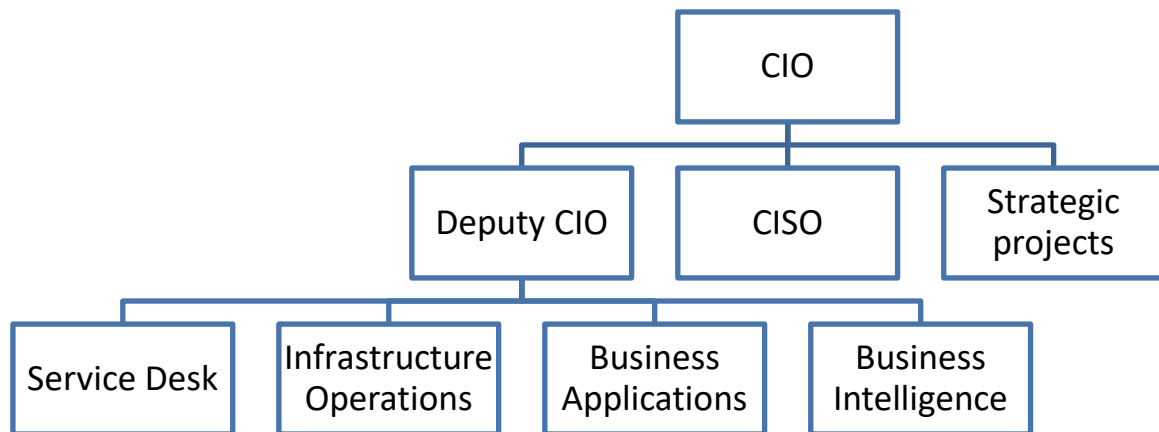 CIO
Deputy CIO
CISO
Strategic
projects
Service Desk
Infrastructure
Operations
Business
Applications
Business
Intelligence